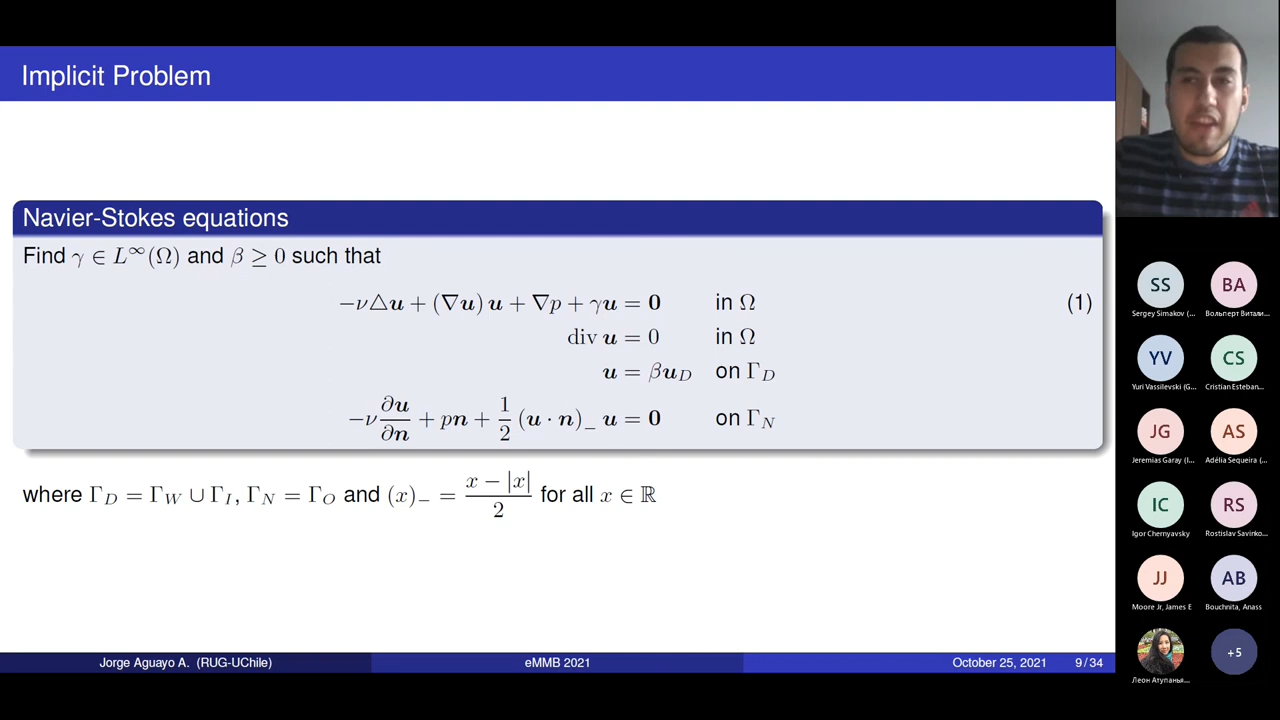 Implicit Problem
Navier-Stokes equations
Find γ ∈ L^∞(Ω) and β ≥ 0 such that
−ν△u + (∇u) u + ∇p + γu = 0 in Ω (1)
div u = 0 in Ω
u = βu_D on Γ_D
−ν ∂u/∂n + pn + 1/2 (u · n)_− u = 0 on Γ_N
where Γ_D = Γ_W ∪ Γ_I, Γ_N = Γ_O and (x)_− = (x − |x|)/2 for all x ∈ ℝ
Jorge Aguayo A. (RUG-UChile) eMMB 2021 October 25, 2021 9 / 34
SS BA
Sergey Simakov (... Вольперт Витали...
YV CS
Yuri Vassilevski (G... Cristian Esteban...
JG AS
Jeremias Garay (I... Adélia Sequeira (...
IC RS
Igor Chernyavsky Rostislav Savinko...
JJ AB
Moore Jr, James E Bouchnita, Anass
+5
Леон Атупанья...